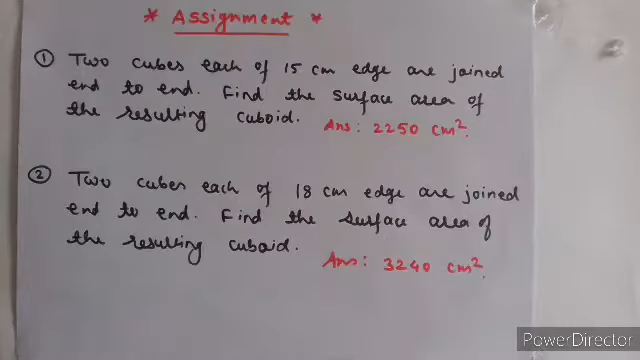 * Assignment *
① Two cubes each of 15 cm edge are joined
end to end. Find the surface area of
the resulting cuboid. Ans: 2250 cm².
② Two cubes each of 18 cm edge are joined
end to end. Find the surface area of
the resulting cuboid.
Ans: 3240 cm².
PowerDirector